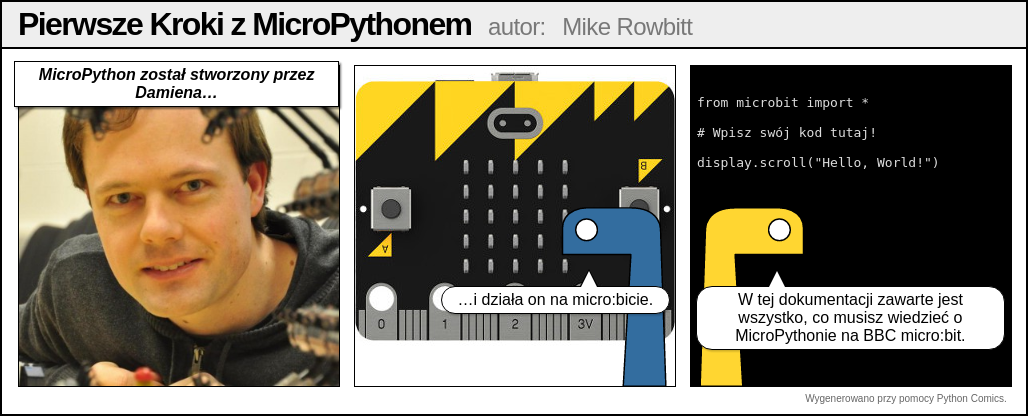 Pierwsze Kroki z MicroPythonem autor: Mike Rowbitt
MicroPython został stworzony przez
Damiena…
B
A
…i działa on na micro:bicie.
0 1 2 3V
from microbit import *
# Wpisz swój kod tutaj!
display.scroll("Hello, World!")
W tej dokumentacji zawarte jest
wszystko, co musisz wiedzieć o
MicroPythonie na BBC micro:bit.
Wygenerowano przy pomocy Python Comics.